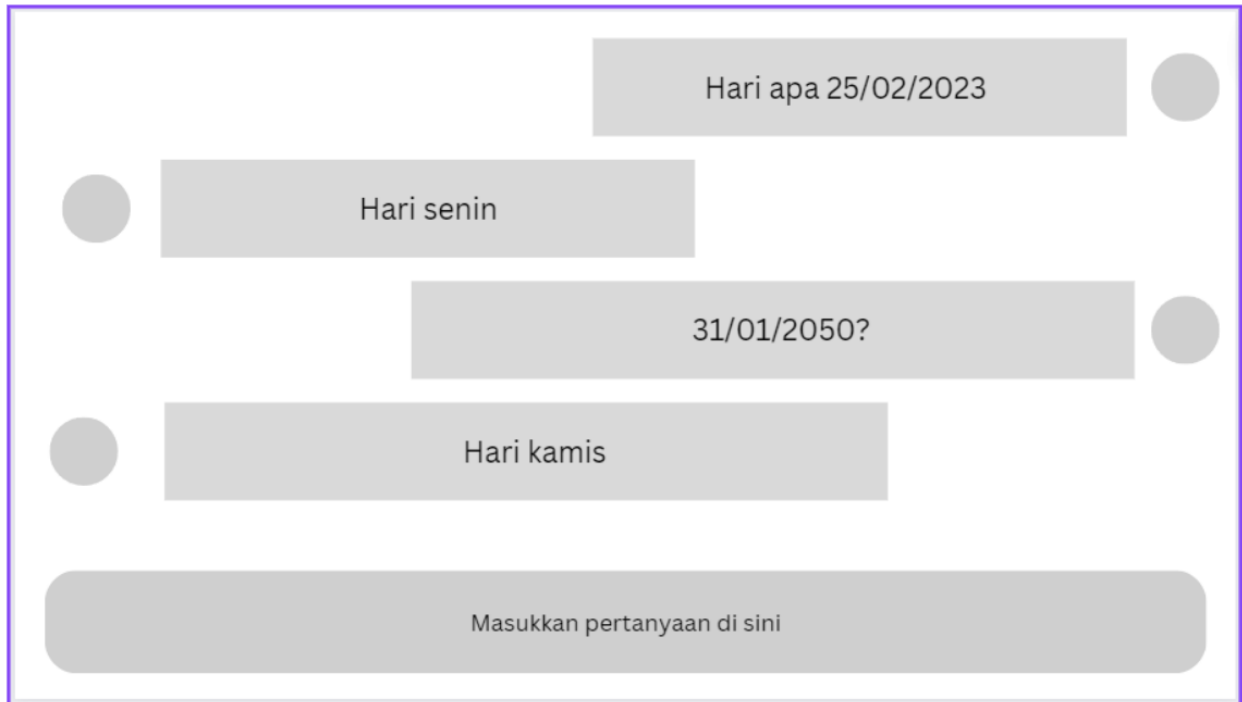 Hari apa 25/02/2023
Hari senin
31/01/2050?
Hari kamis
Masukkan pertanyaan di sini